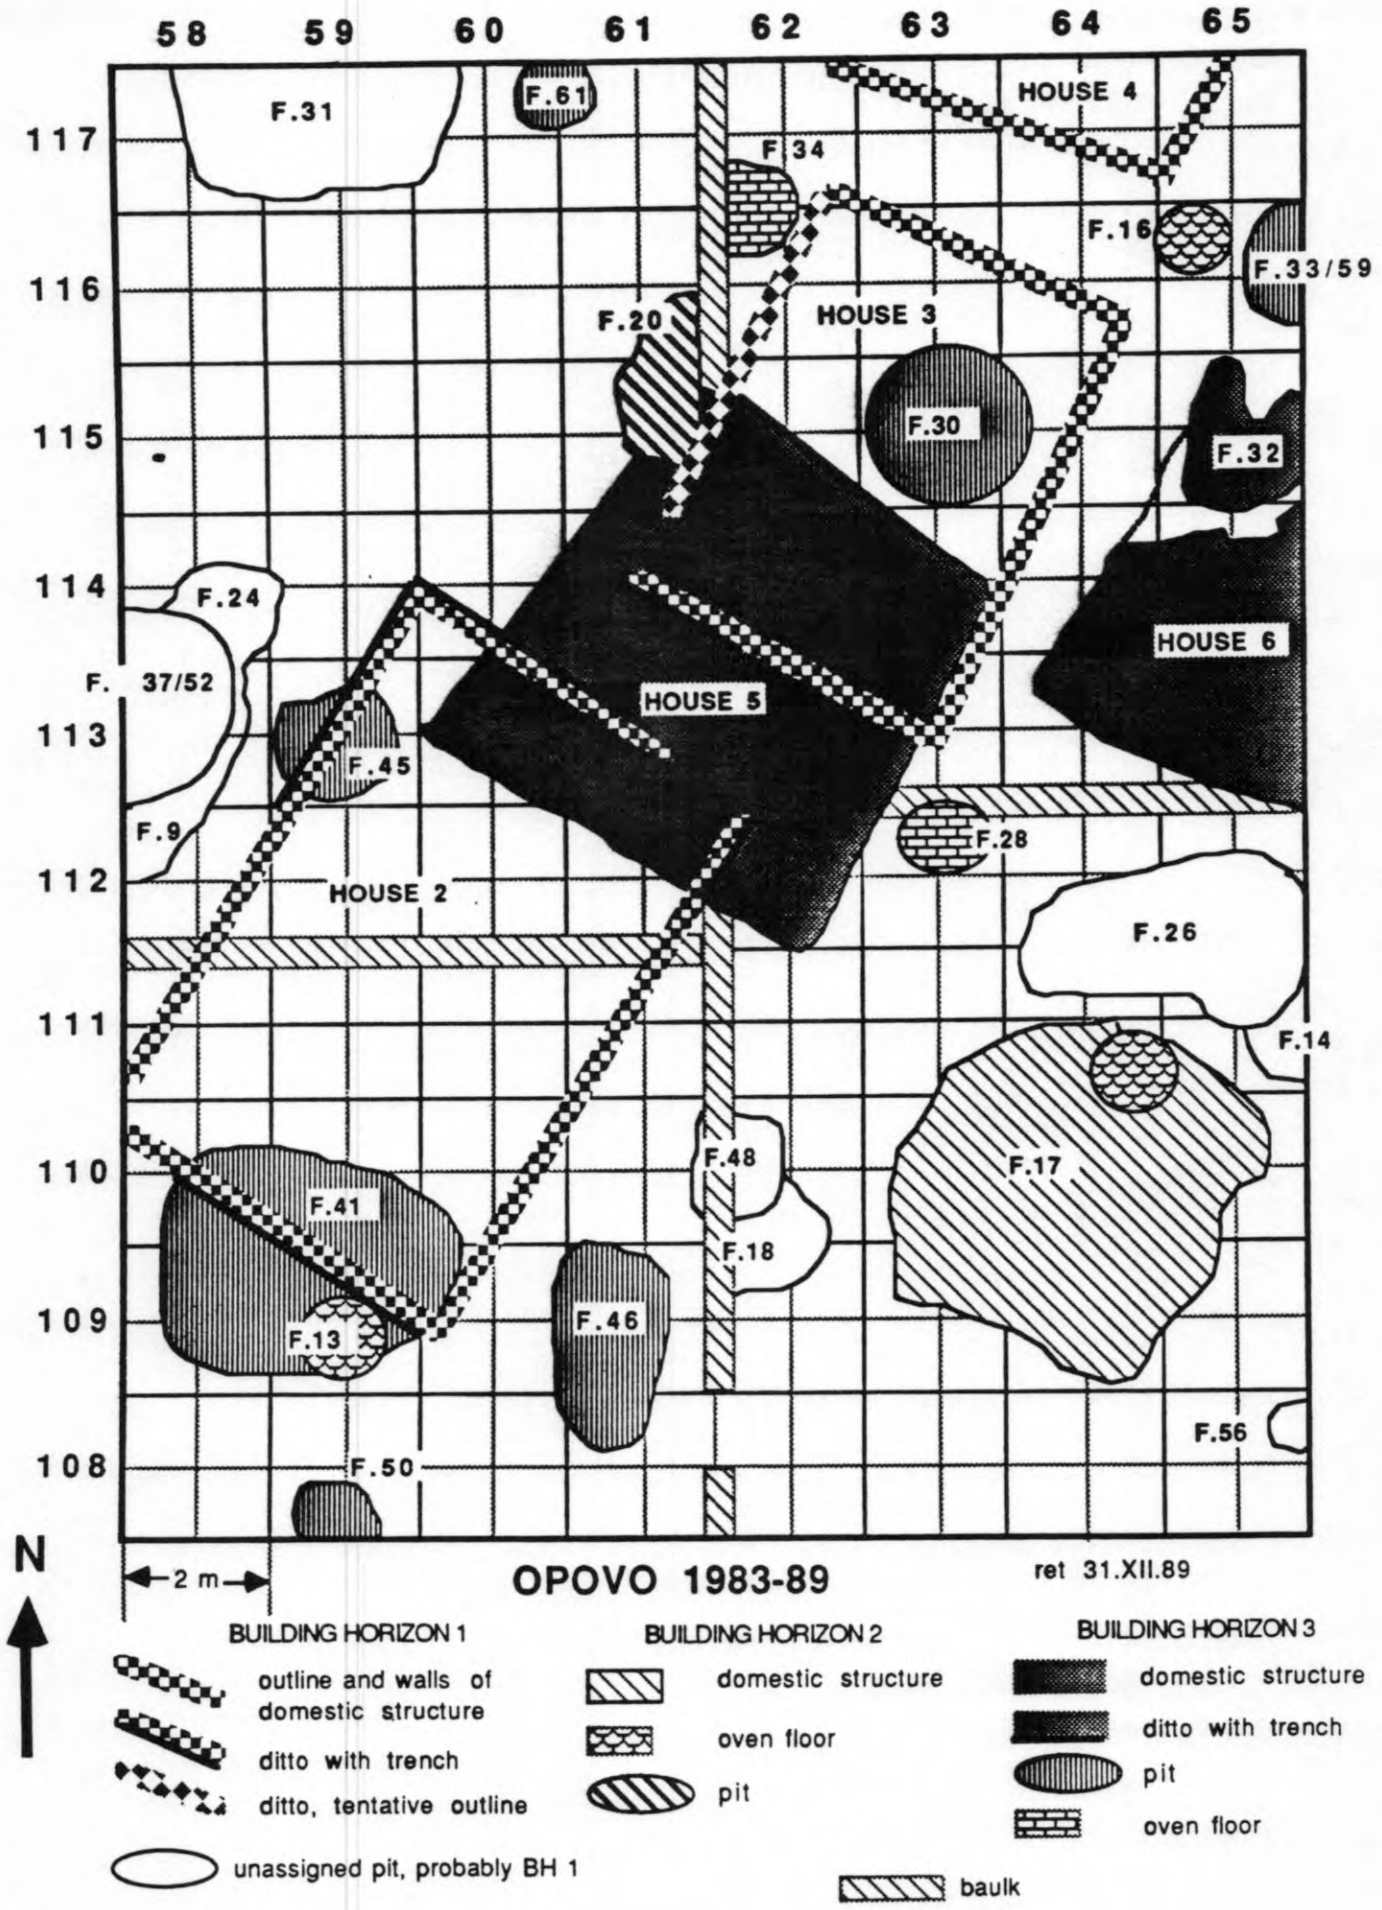 58 59 60 61 62 63 64 65
F.31
F.61
HOUSE 4
117
F.34
F.16
F.33/59
116
F.20
HOUSE 3
F.30
115
F.32
114
F.24
HOUSE 6
F. 37/52
HOUSE 5
113
F.45
F.9
F.28
112
HOUSE 2
F.26
111
F.14
F.48
F.17
110
F.41
F.18
F.46
109
F.13
F.56
F.50
108
N
2 m
OPOVO 1983-89
ret 31.XII.89
BUILDING HORIZON 1
outline and walls of
domestic structure
ditto with trench
ditto, tentative outline
unassigned pit, probably BH 1
BUILDING HORIZON 2
domestic structure
oven floor
pit
BUILDING HORIZON 3
domestic structure
ditto with trench
pit
oven floor
baulk